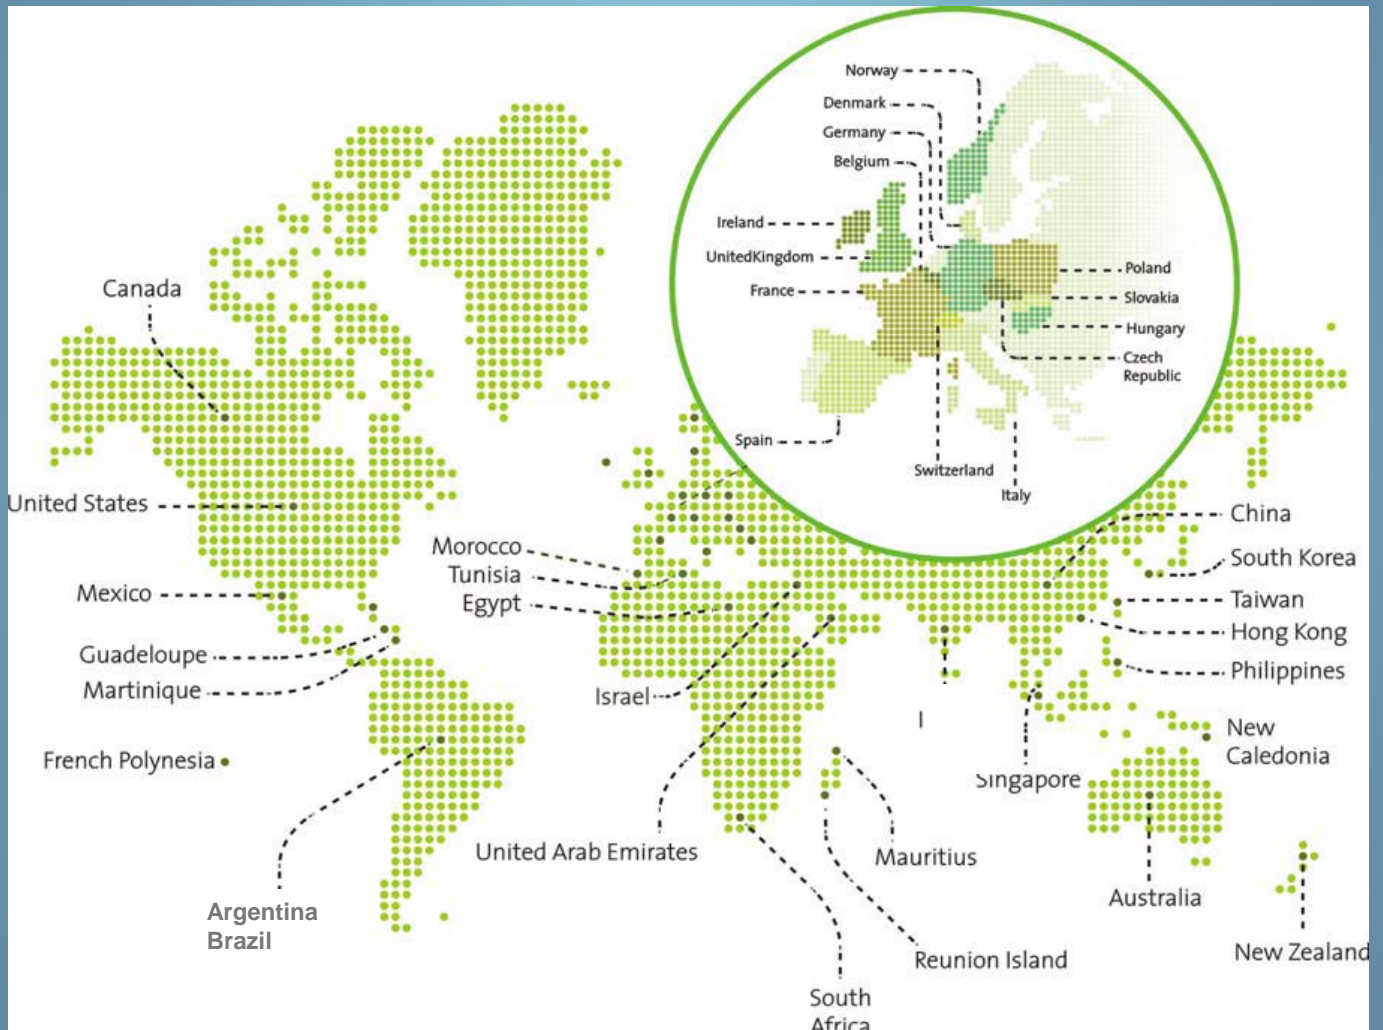 Norway
Denmark
Germany
Belgium
Ireland
UnitedKingdom
France
Poland
Slovakia
Hungary
Czech
Republic
Spain
Switzerland
Italy
Canada
United States
Mexico
Guadeloupe
Martinique
French Polynesia
Argentina
Brazil
Morocco
Tunisia
Egypt
Israel
United Arab Emirates
China
South Korea
Taiwan
Hong Kong
Philippines
New
Caledonia
Singapore
Mauritius
Reunion Island
South
Africa
Australia
New Zealand